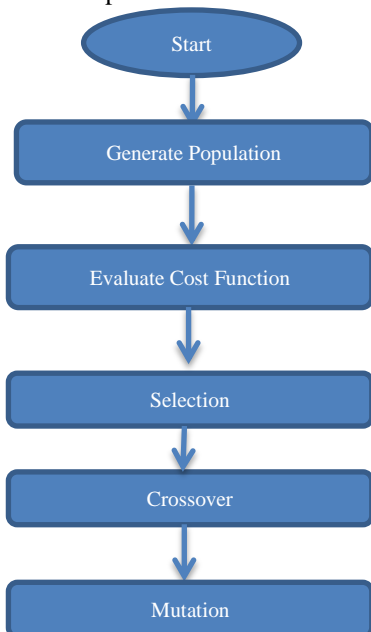 Start
Generate Population
Evaluate Cost Function
Selection
Crossover
Mutation